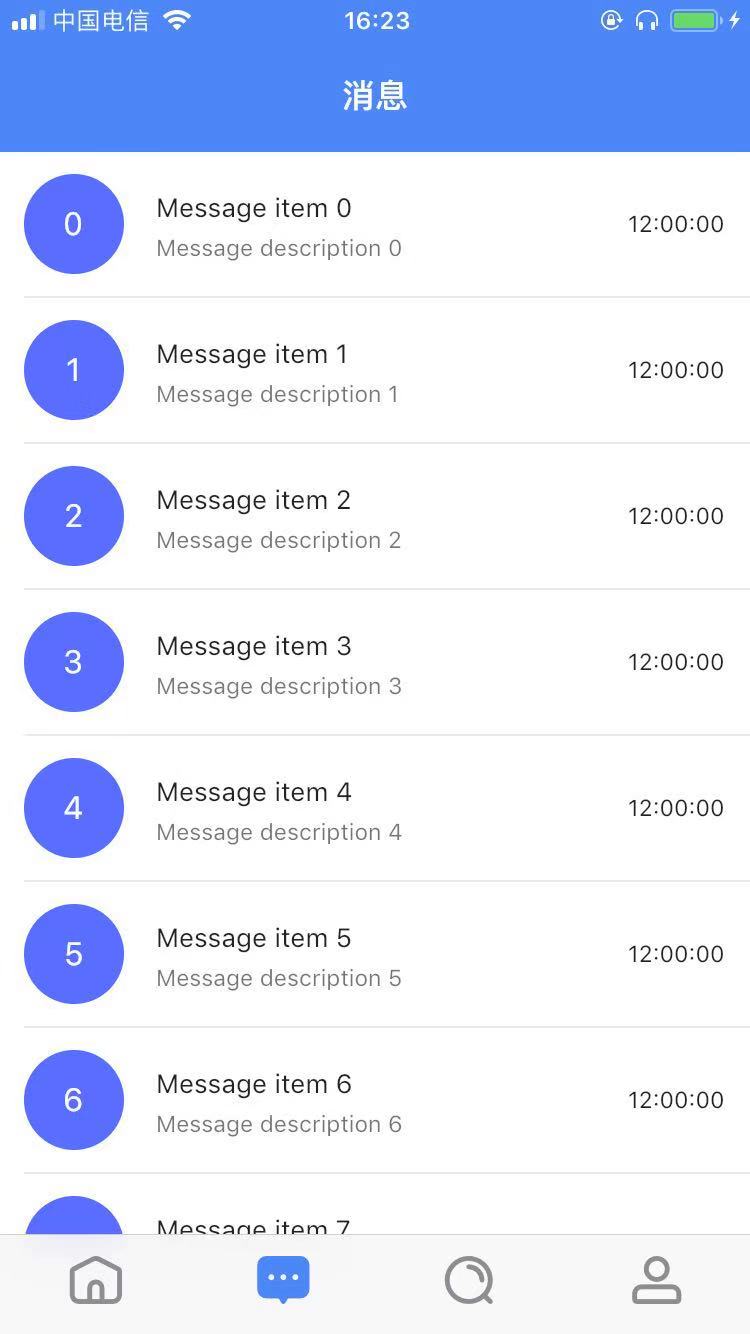 中国电信 16:23
消息
0 Message item 0 12:00:00
Message description 0
1 Message item 1 12:00:00
Message description 1
2 Message item 2 12:00:00
Message description 2
3 Message item 3 12:00:00
Message description 3
4 Message item 4 12:00:00
Message description 4
5 Message item 5 12:00:00
Message description 5
6 Message item 6 12:00:00
Message description 6
Message item 7